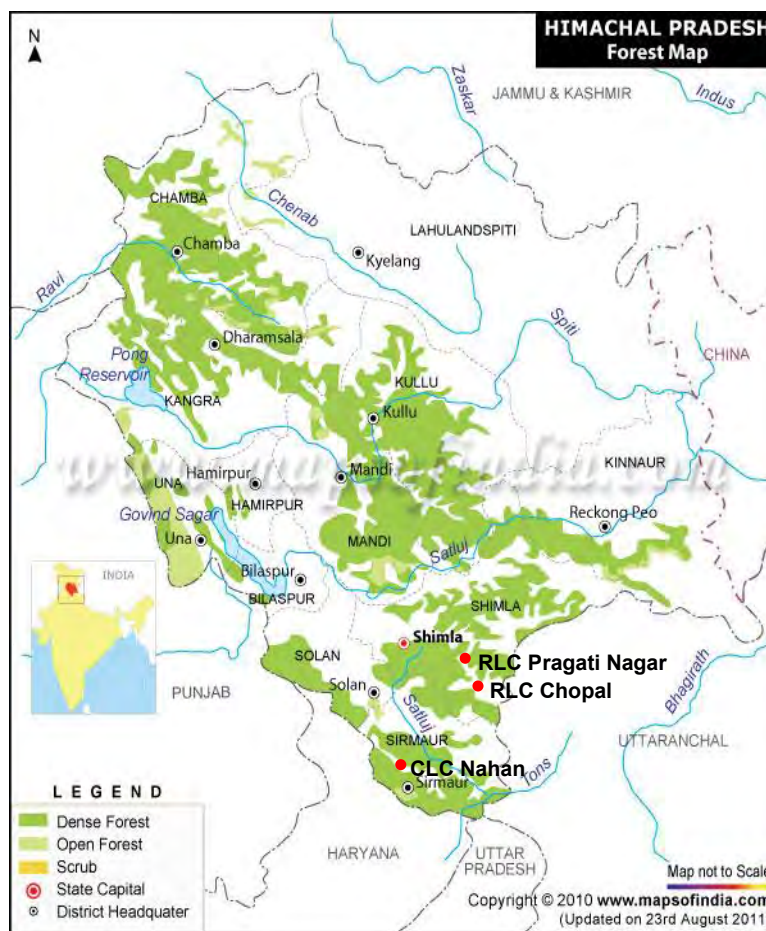 HIMACHAL PRADESH
Forest Map
N
JAMMU & KASHMIR
Zaskar
Indus
CHAMBA
Chenab
LAHULANDSPITI
Chamba
Kyelang
Ravi
Spiti
Dharamsala
Pong
Reservoir
CHINA
KULLU
KANGRA
Kullu
www.mapsofindia.com
KINNAUR
Mandi
UNA
Hamirpur
HAMIRPUR
Govind Sagar
Reckong Peo
Una
MANDI
Satluj
INDIA
Bilaspur
BILASPUR
SHIMLA
Shimla
SOLAN
RLC Pragati Nagar
PUNJAB
Solan
RLC Chopal
Bhagirath
Satluj
UTTARANCHAL
SIRMAUR
CLC Nahan
Tons
Sirmaur
LEGEND
Dense Forest
Open Forest
Scrub
State Capital
District Headquater
HARYANA
UTTAR
PRADESH
Map not to Scale
Copyright © 2010 www.mapsofindia.com
(Updated on 23rd August 2011)